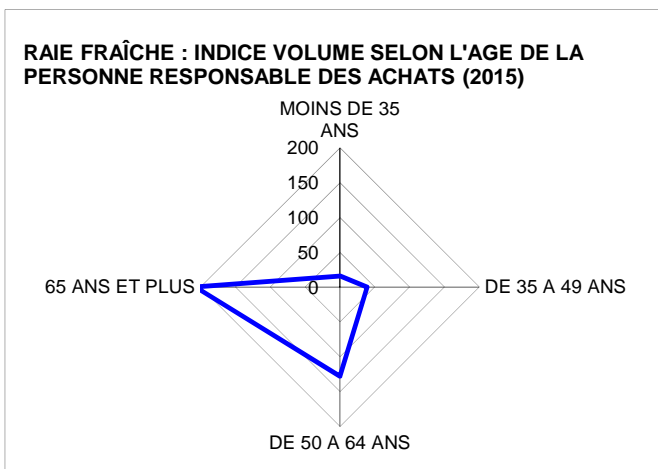 RAIE FRAÎCHE : INDICE VOLUME SELON L'AGE DE LA
PERSONNE RESPONSABLE DES ACHATS (2015)
MOINS DE 35
ANS
200
150
100
50
65 ANS ET PLUS
0
DE 35 A 49 ANS
DE 50 A 64 ANS